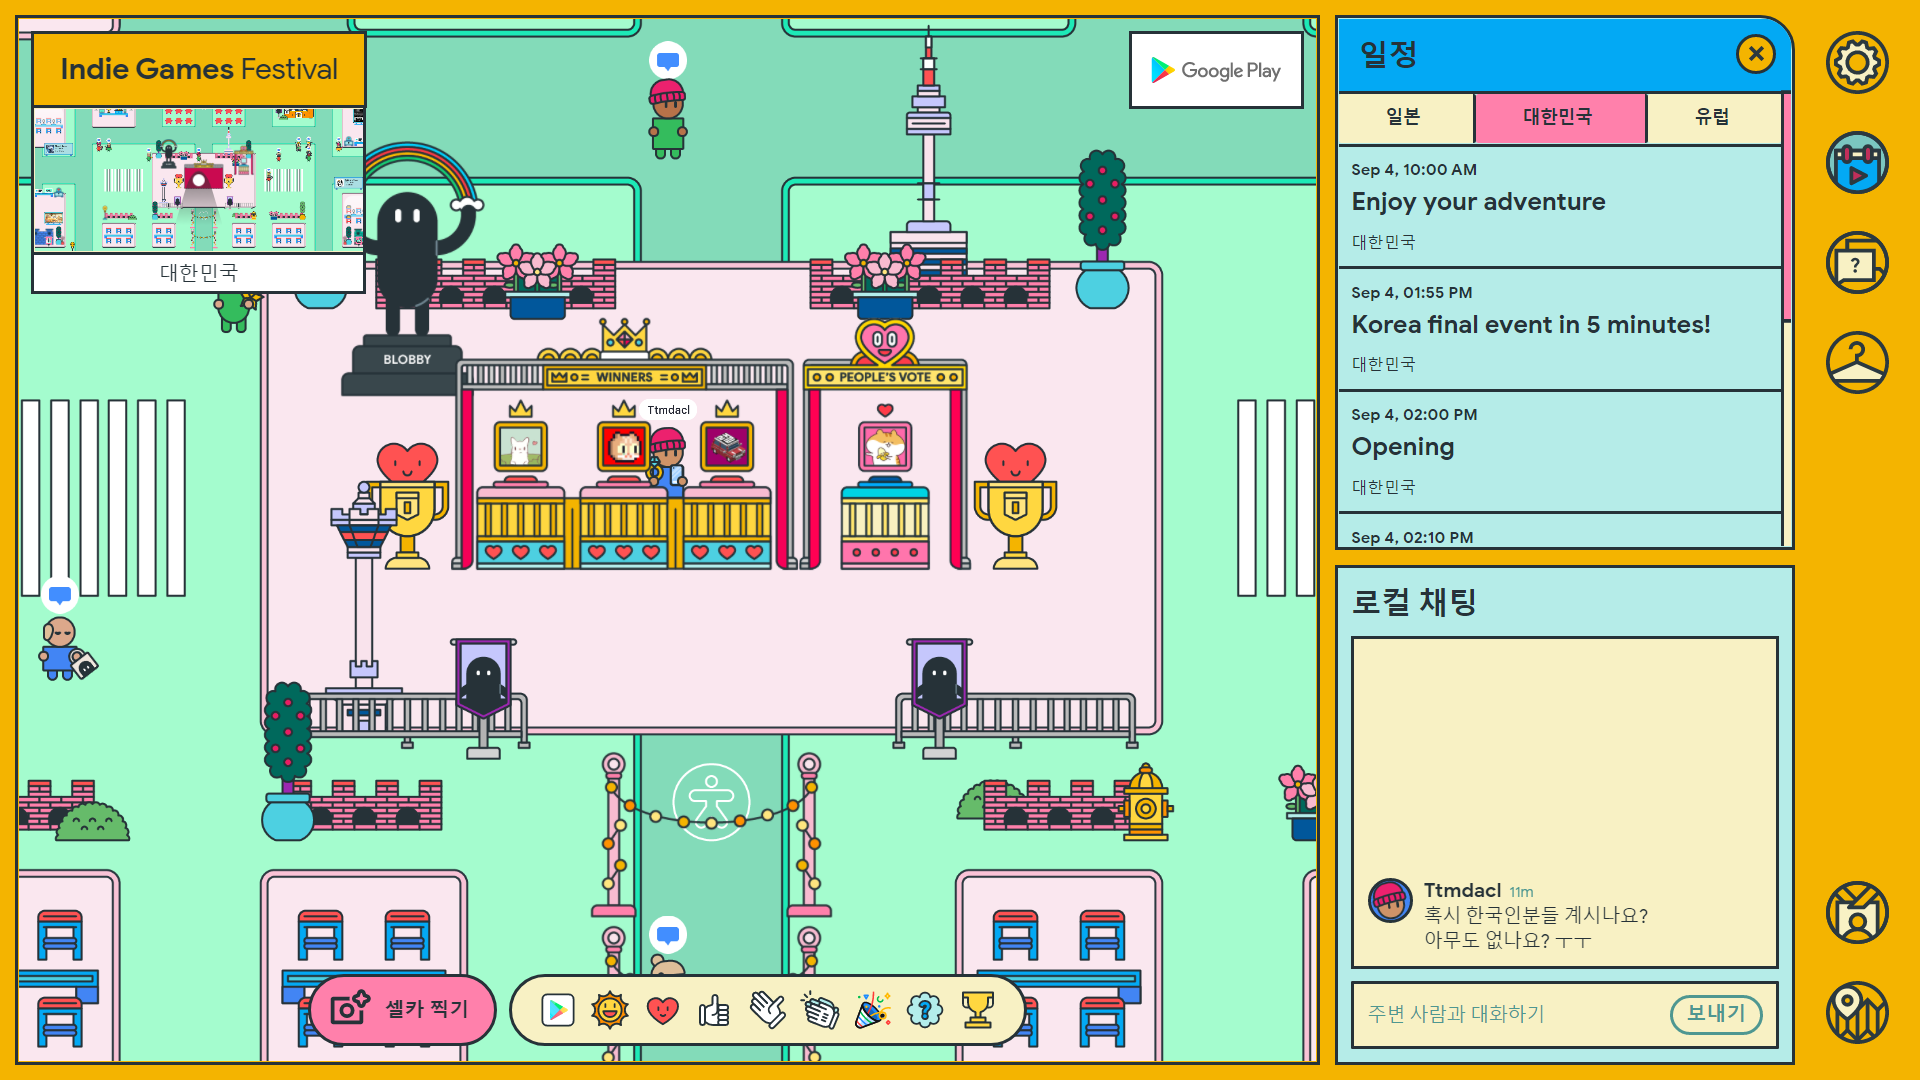 Indie Games Festival
대한민국
Google Play
BLOBBY
WINNERS
PEOPLE'S VOTE
Ttmdacl
셀카 찍기
?
일정
일본
대한민국
유럽
Sep 4, 10:00 AM
Enjoy your adventure
대한민국
Sep 4, 01:55 PM
Korea final event in 5 minutes!
대한민국
Sep 4, 02:00 PM
Opening
대한민국
Sep 4, 02:10 PM
로컬 채팅
Ttmdacl 11m
혹시 한국인분들 계시나요?
아무도 없나요? ㅜㅜ
주변 사람과 대화하기
보내기
?